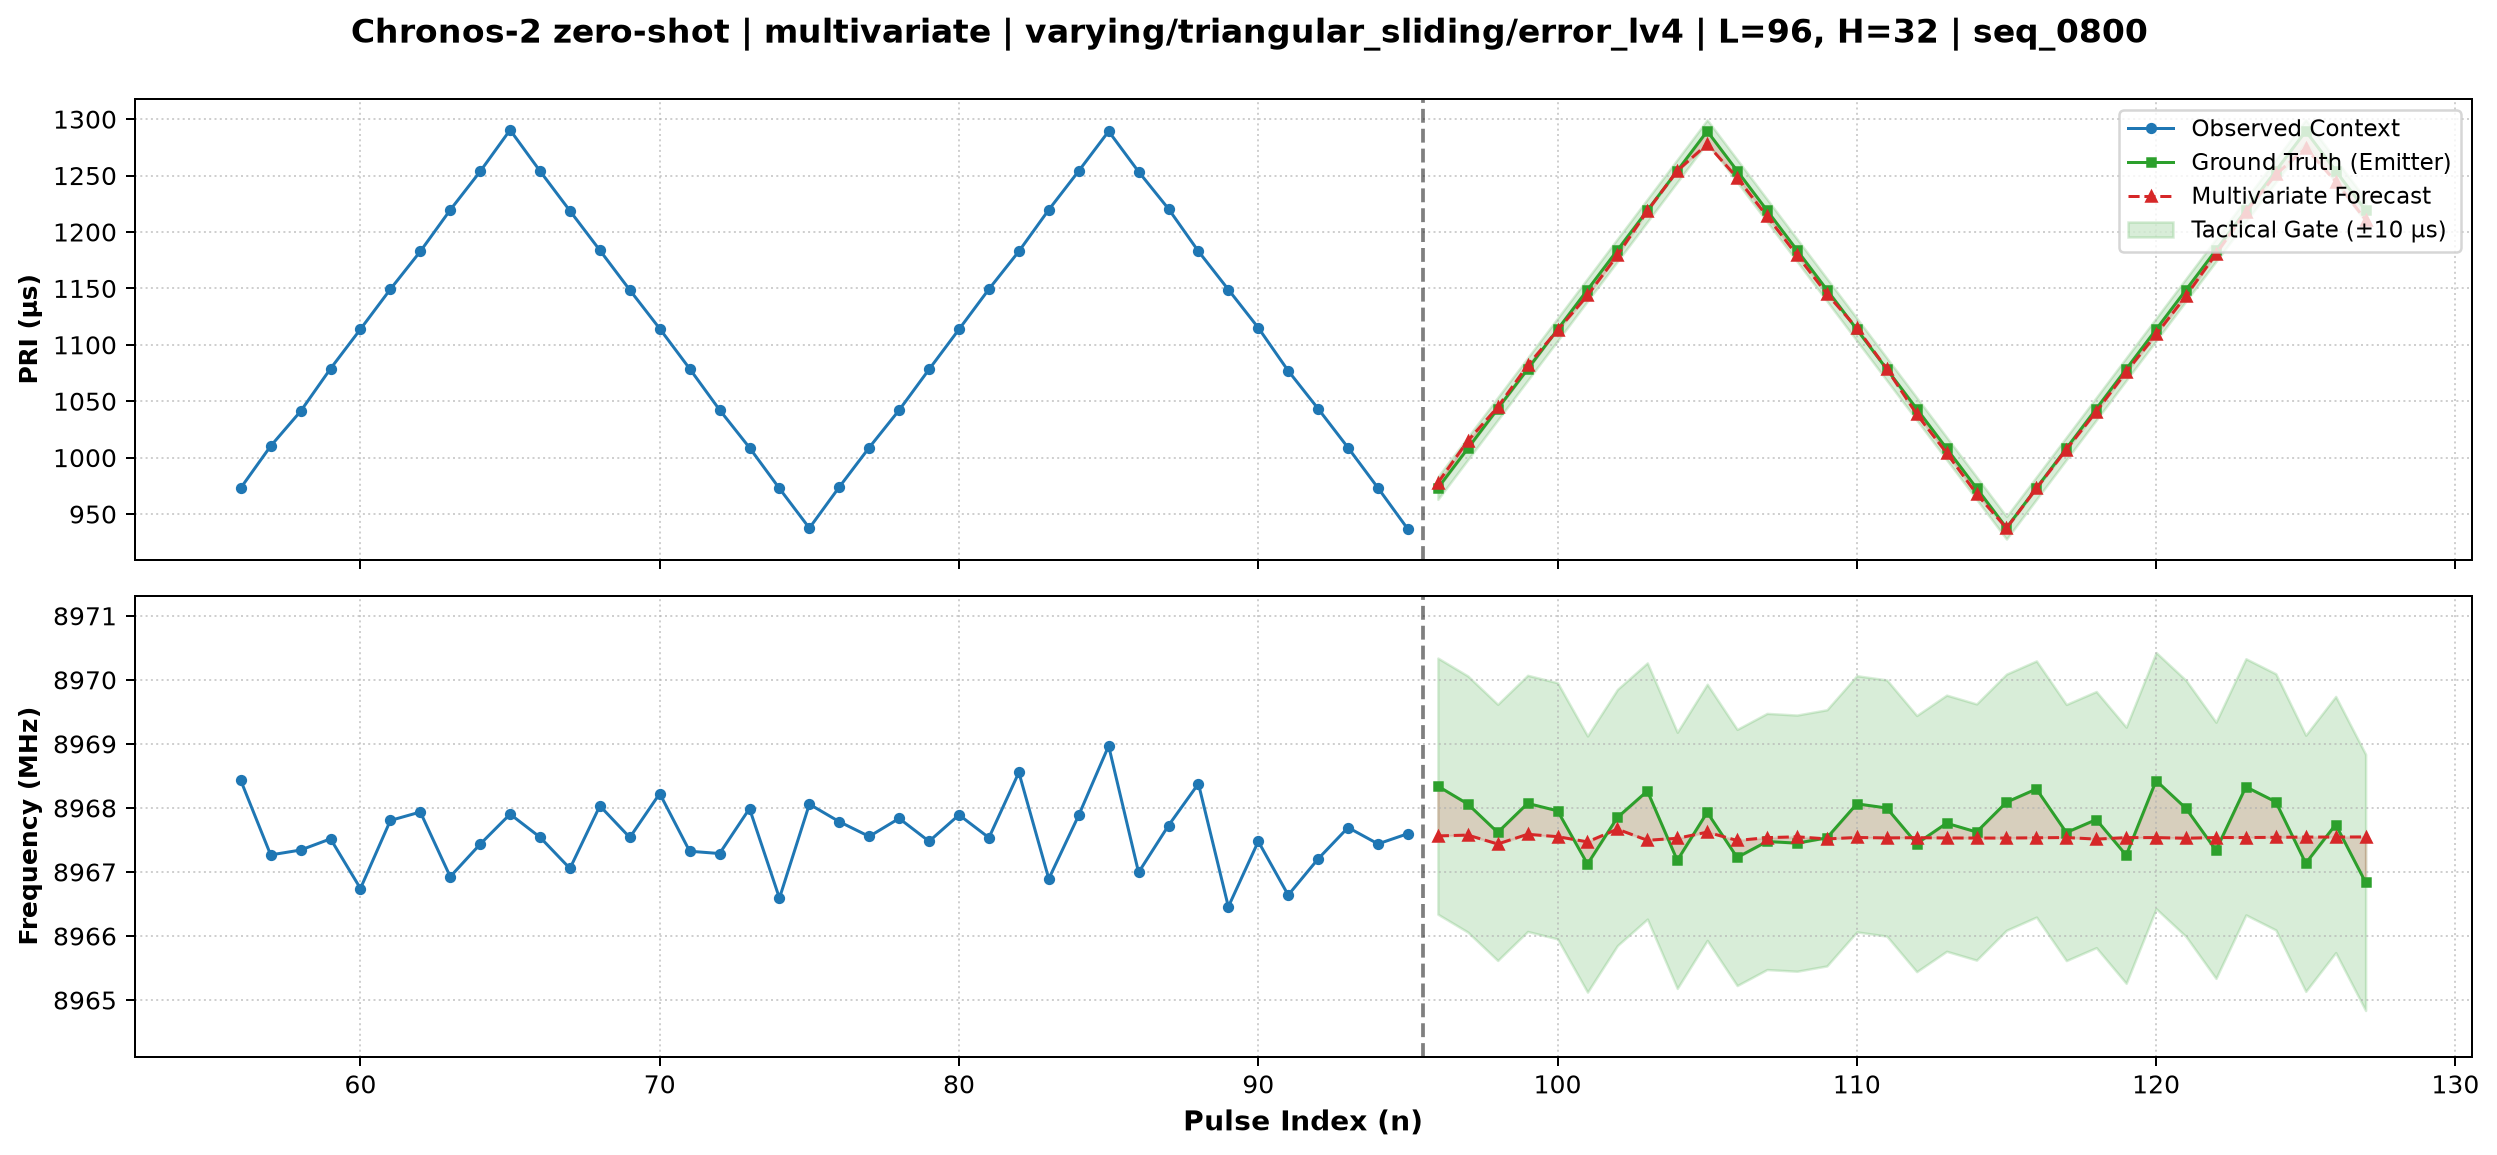 Chronos-2 zero-shot | multivariate | varying/triangular_sliding/error_lv4 | L=96, H=32 | seq_0800
PRI (µs)
1300
1250
1200
1150
1100
1050
1000
950
Observed Context
Ground Truth (Emitter)
Multivariate Forecast
Tactical Gate (±10 µs)
Frequency (MHz)
8971
8970
8969
8968
8967
8966
8965
60 70 80 90 100 110 120 130
Pulse Index (n)